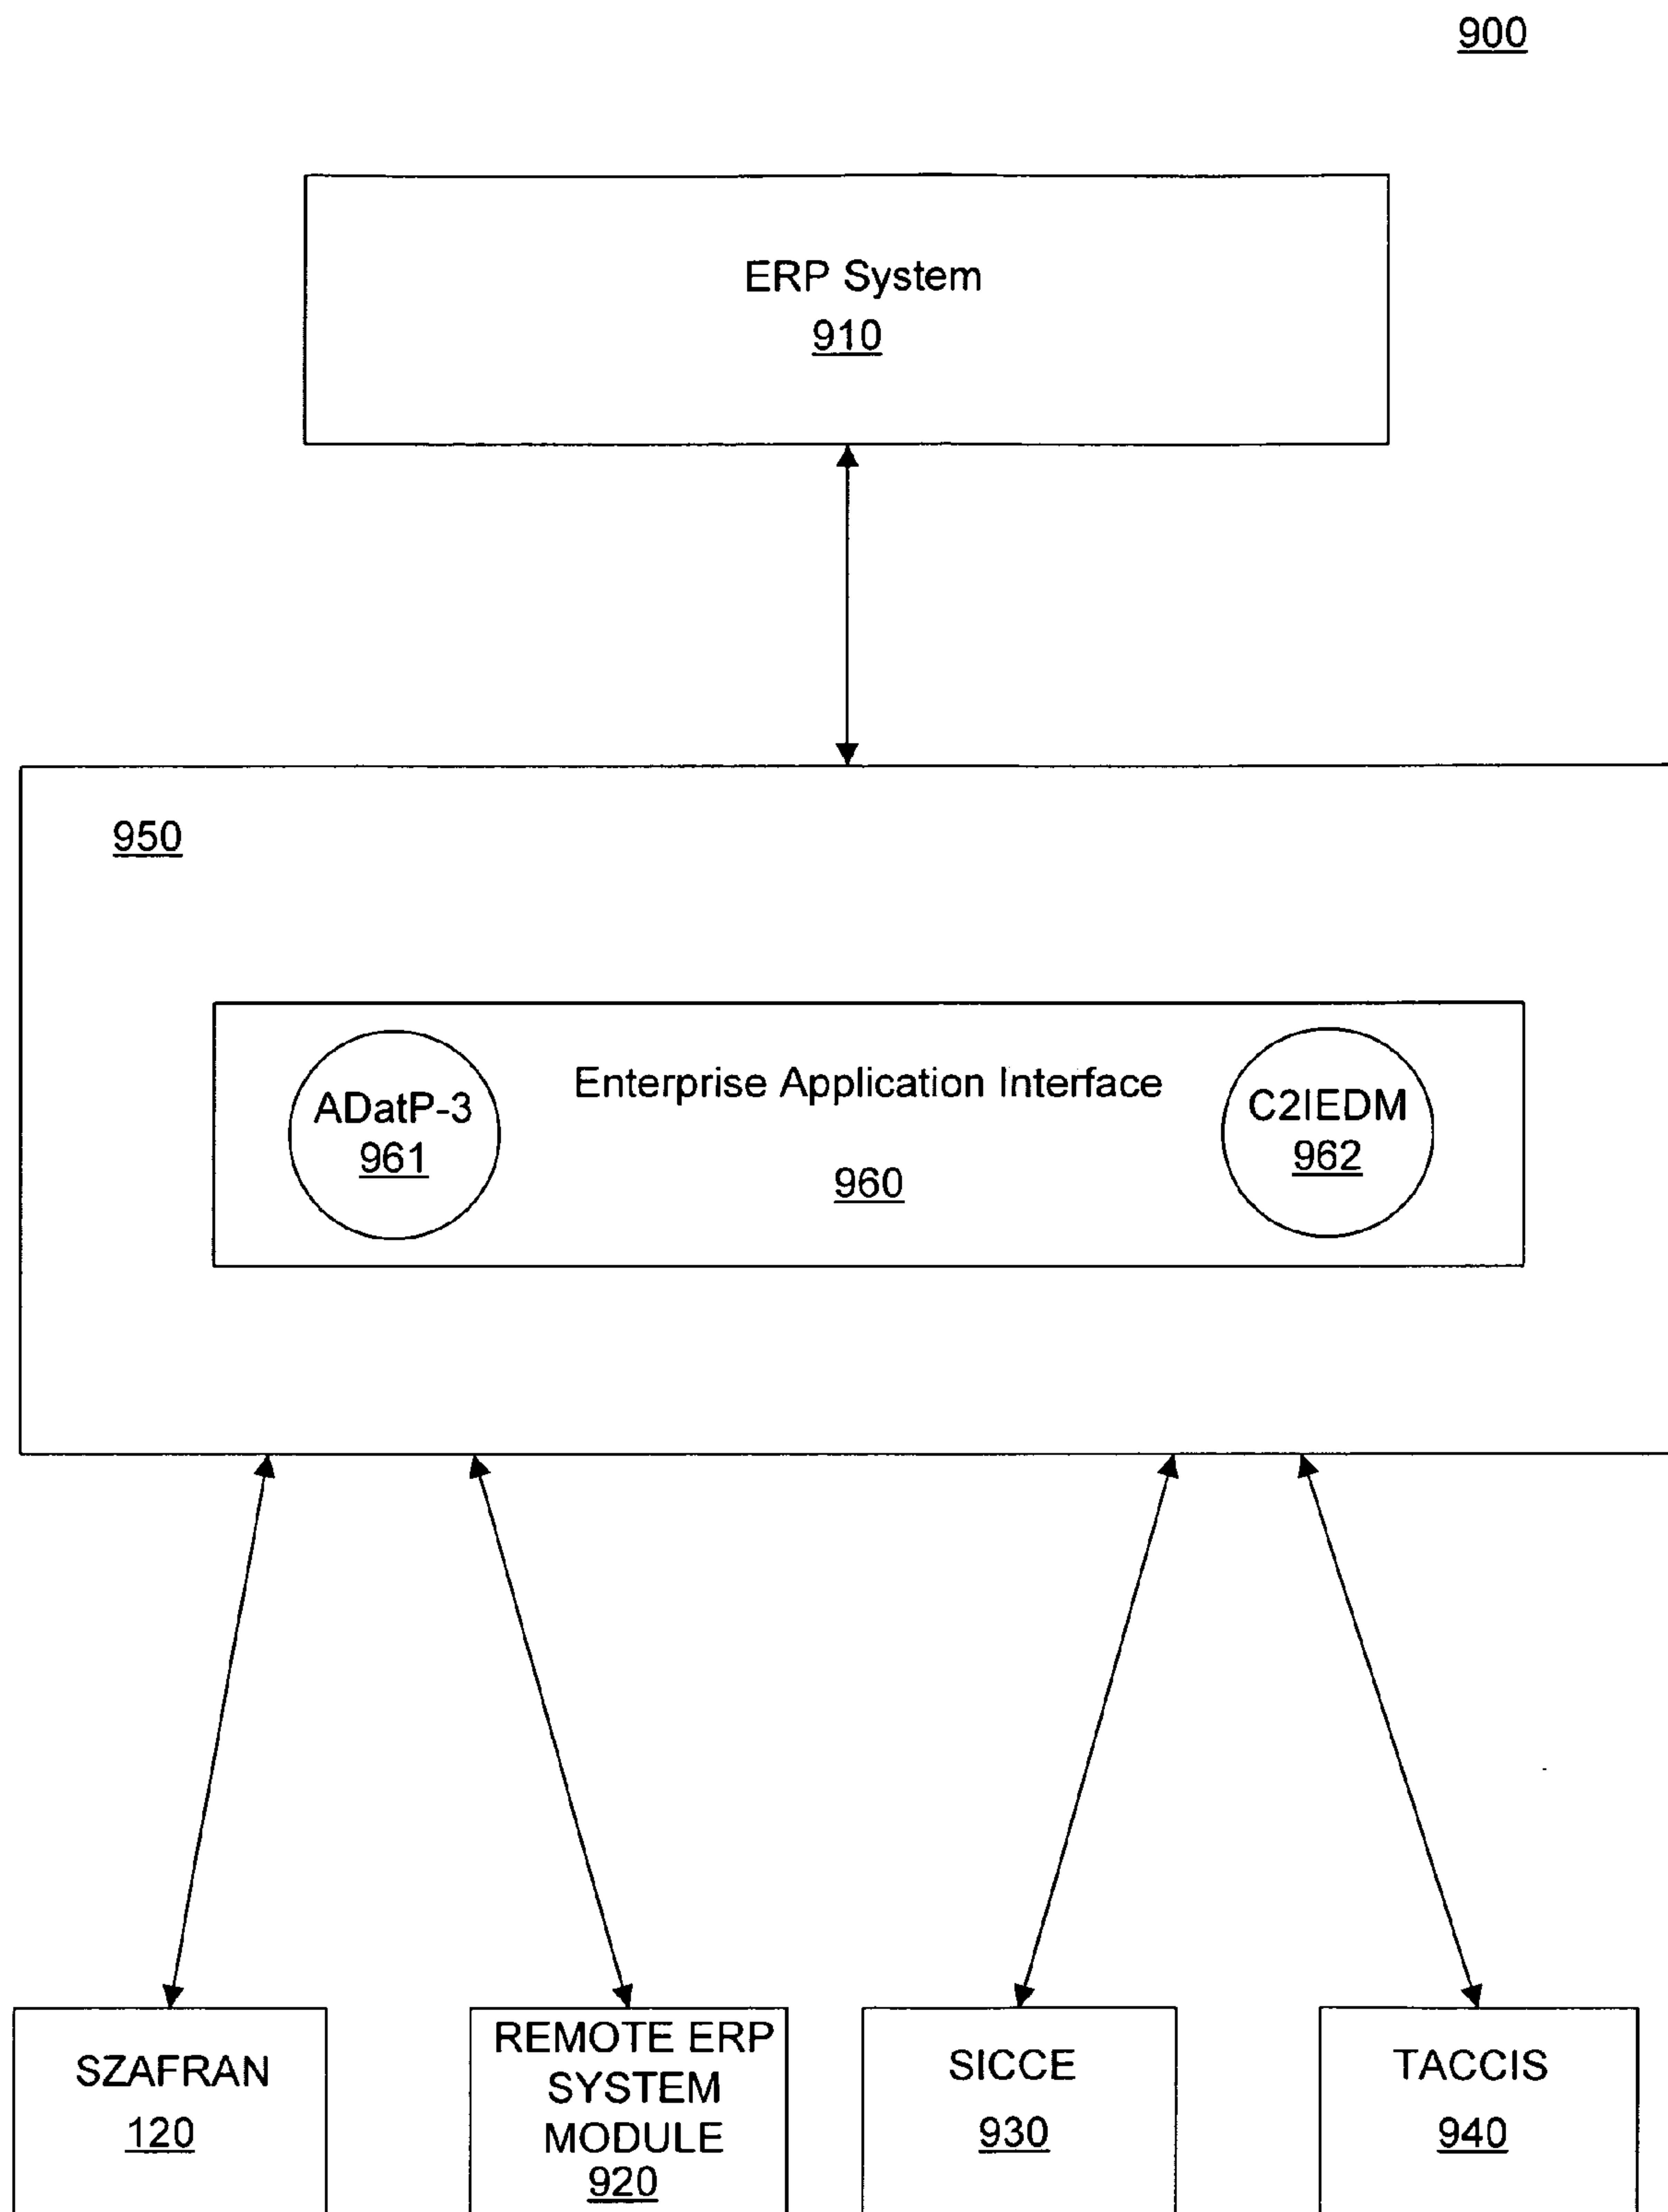 900
ERP System
910
950
Enterprise Application Interface
960
ADatP-3
961
C2IEDM
962
SZAFRAN
120
REMOTE ERP
SYSTEM
MODULE
920
SICCE
930
TACCIS
940